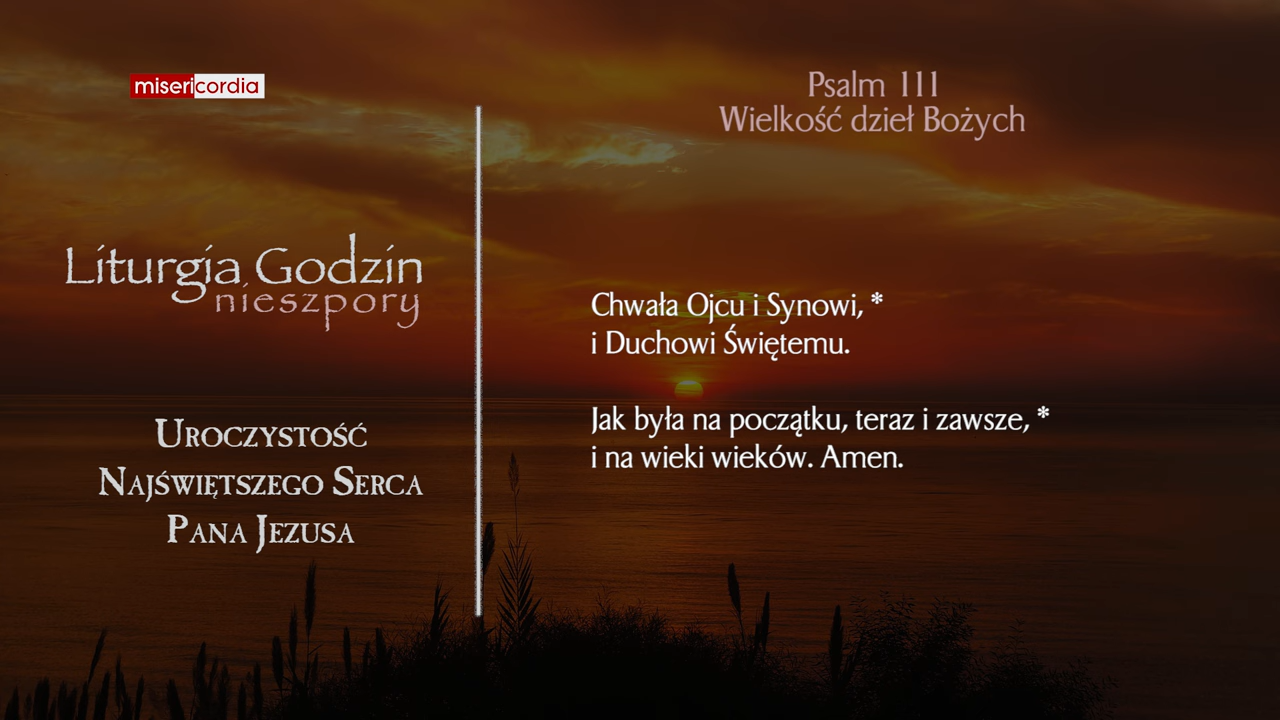 misericordia
Liturgia Godzin
nieszpory
Uroczystość
Najświętszego Serca
Pana Jezusa
Psalm 111
Wielkość dzieł Bożych
Chwała Ojcu i Synowi, *
i Duchowi Świętemu.
Jak była na początku, teraz i zawsze, *
i na wieki wieków. Amen.